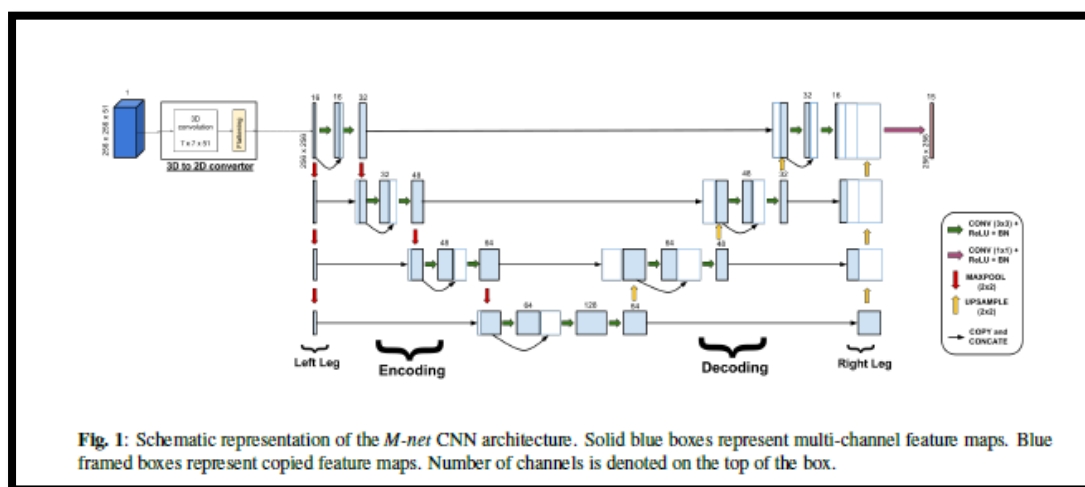 1
256 x 256 x 51
3D
convolution
7 x 7 x 51
Flattening
3D to 2D converter
16
16
32
256 x 256
32
48
48
64
64
128
64
64
48
48
32
32
16
256 x 256
Left Leg
Encoding
Decoding
Right Leg
CONV (3x3) +
ReLU + BN
CONV (1x1) +
ReLU + BN
MAXPOOL
(2x2)
UPSAMPLE
(2x2)
COPY and
CONCATE
Fig. 1: Schematic representation of the M-net CNN architecture. Solid blue boxes represent multi-channel feature maps. Blue
framed boxes represent copied feature maps. Number of channels is denoted on the top of the box.